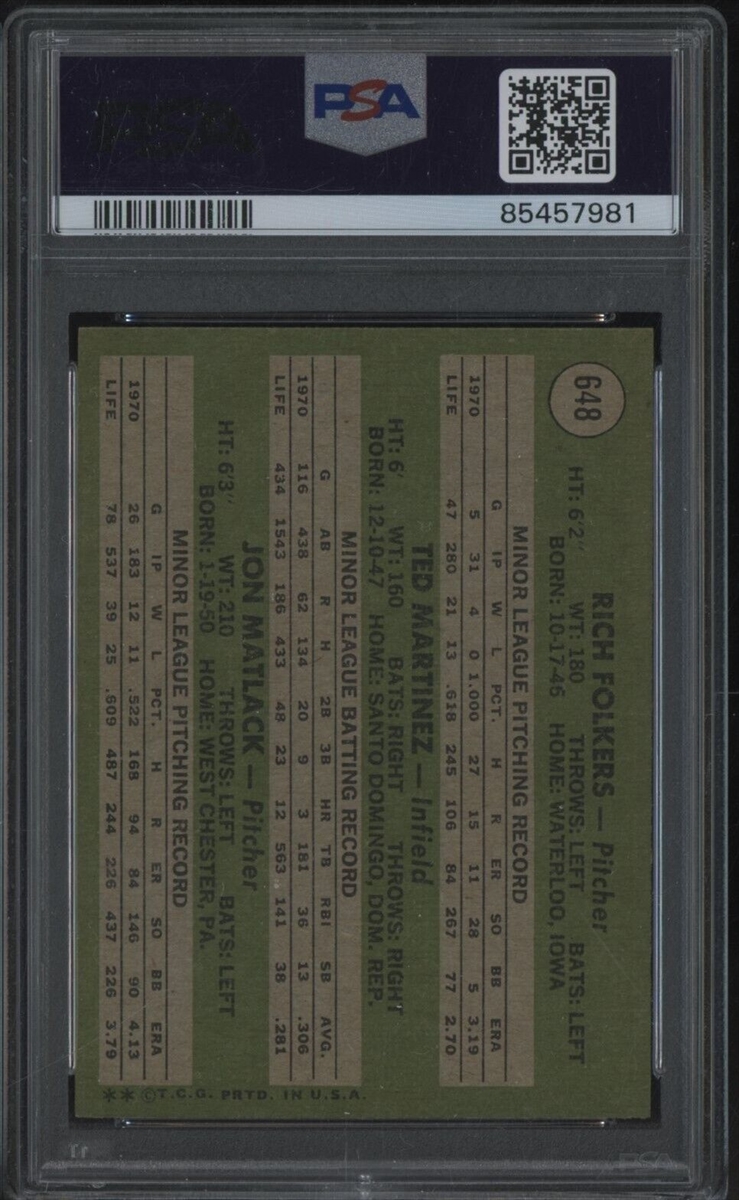 PSA
85457981
648
RICH FOLKERS — Pitcher
HT: 6'2" WT: 180 THROWS: LEFT BATS: LEFT
BORN: 10-17-46 HOME: WATERLOO, IOWA
MINOR LEAGUE PITCHING RECORD
G IP W L PCT. H R ER SO BB ERA
1970 5 31 4 0 1.000 27 15 11 28 5 3.19
LIFE 47 280 21 13 .618 245 106 84 267 77 2.70
TED MARTINEZ — Infield
HT: 6' WT: 160 BATS: RIGHT THROWS: RIGHT
BORN: 12-10-47 HOME: SANTO DOMINGO, DOM. REP.
MINOR LEAGUE BATTING RECORD
G AB R H 2B 3B HR TB RBI SB AVG.
1970 116 438 62 134 20 9 3 181 36 13 .306
LIFE 434 1543 186 433 48 23 12 563 141 38 .281
JON MATLACK — Pitcher
HT: 6'3" WT: 210 THROWS: LEFT BATS: LEFT
BORN: 1-19-50 HOME: WEST CHESTER, PA.
MINOR LEAGUE PITCHING RECORD
G IP W L PCT. H R ER SO BB ERA
1970 26 183 12 11 .522 168 94 84 146 90 4.13
LIFE 78 537 39 25 .609 487 244 226 437 226 3.79
** ©T.C.G. PRTD. IN U.S.A.
PSA